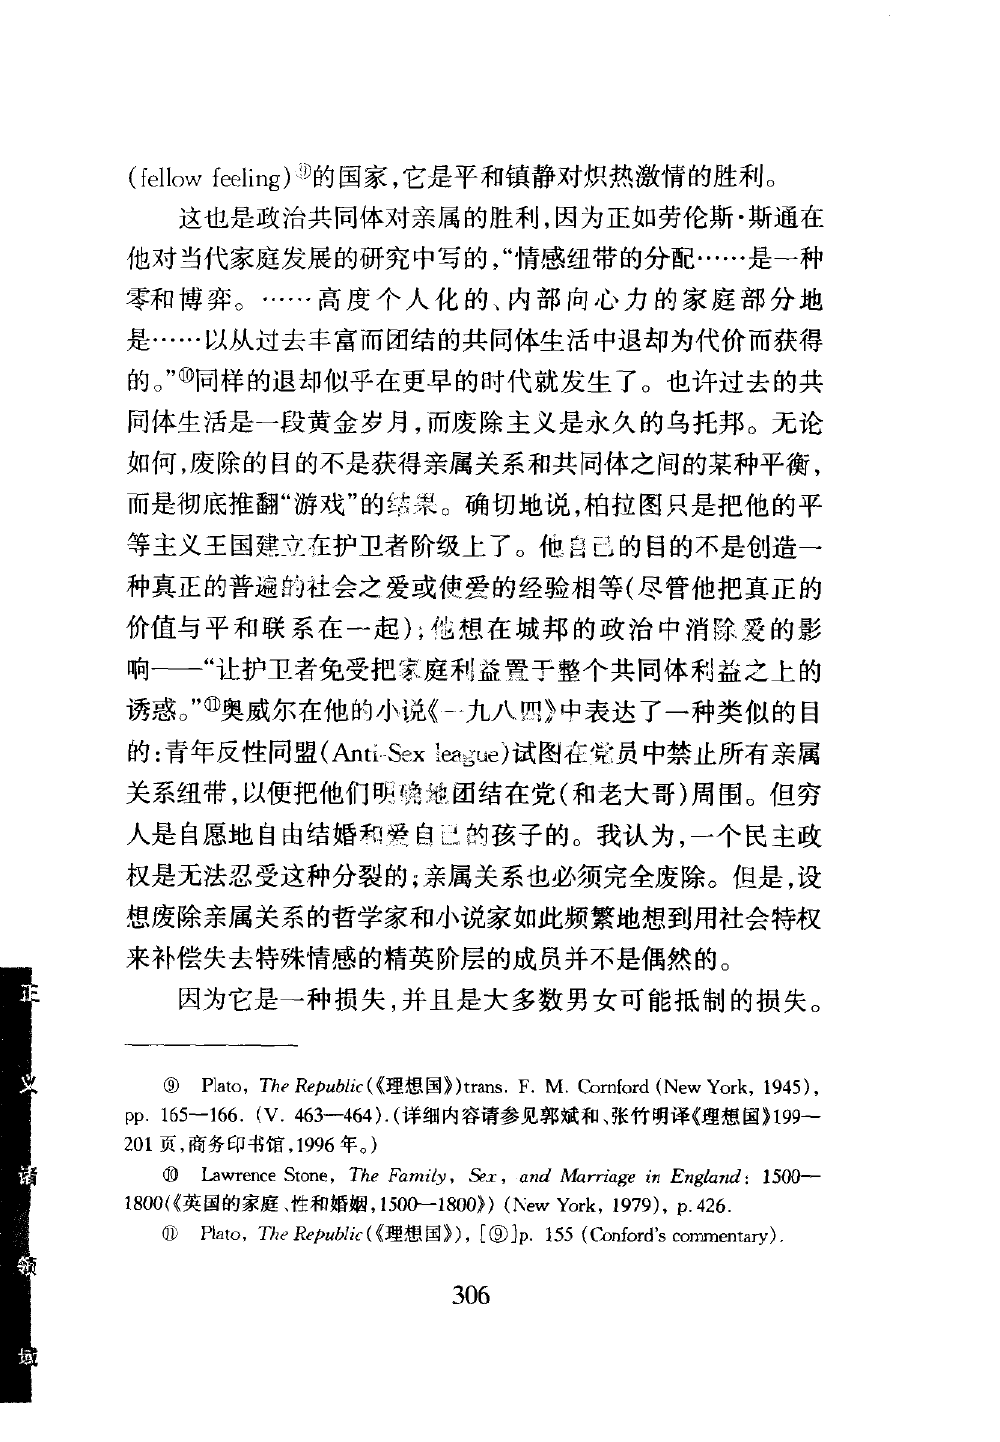 (fellow feeling)⑨的国家,它是平和镇静对炽热激情的胜利。
这也是政治共同体对亲属的胜利,因为正如劳伦斯·斯通在
他对当代家庭发展的研究中写的,“情感纽带的分配……是一种
零和博弈。……高度个人化的、内部向心力的家庭部分地
是……以从过去丰富而团结的共同体生活中退却为代价而获得
的。”⑩同样的退却似乎在更早的时代就发生了。也许过去的共
同体生活是一段黄金岁月,而废除主义是永久的乌托邦。无论
如何,废除的目的不是获得亲属关系和共同体之间的某种平衡,
而是彻底推翻“游戏”的结果。确切地说,柏拉图只是把他的平
等主义王国建立在护卫者阶级上了。他自己的目的不是创造一
种真正的普遍的社会之爱或使爱的经验相等(尽管他把真正的
价值与平和联系在一起);他想在城邦的政治中消除爱的影
响——“让护卫者免受把家庭利益置于整个共同体利益之上的
诱惑。”⑪奥威尔在他的小说《一九八四》中表达了一种类似的目
的:青年反性同盟(Anti-Sex league)试图在党员中禁止所有亲属
关系纽带,以便把他们明确地团结在党(和老大哥)周围。但穷
人是自愿地自由结婚和爱自己的孩子的。我认为,一个民主政
权是无法忍受这种分裂的;亲属关系也必须完全废除。但是,设
想废除亲属关系的哲学家和小说家如此频繁地想到用社会特权
来补偿失去特殊情感的精英阶层的成员并不是偶然的。
因为它是一种损失,并且是大多数男女可能抵制的损失。
⑨ Plato, The Republic(《理想国》)trans. F. M. Cornford (New York, 1945),
pp. 165—166. (V. 463—464).(详细内容请参见郭斌和、张竹明译《理想国》199—
201页,商务印书馆,1996年。)
⑩ Lawrence Stone, The Family, Sex, and Marriage in England: 1500—
1800(《英国的家庭、性和婚姻,1500—1800》) (New York, 1979), p.426.
⑪ Plato, The Republic(《理想国》), [⑨]p. 155 (Conford's commentary).
306
正
义
诸
领
域